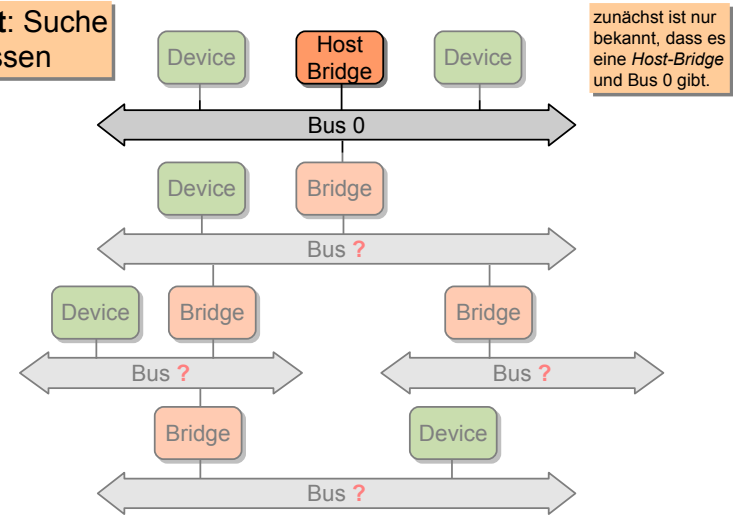 t: Suche
ssen
zunächst ist nur
bekannt, dass es
eine Host-Bridge
und Bus 0 gibt.
Device
Host
Bridge
Device
Bus 0
Device
Bridge
Bus ?
Device
Bridge
Bridge
Bus ?
Bus ?
Bridge
Device
Bus ?